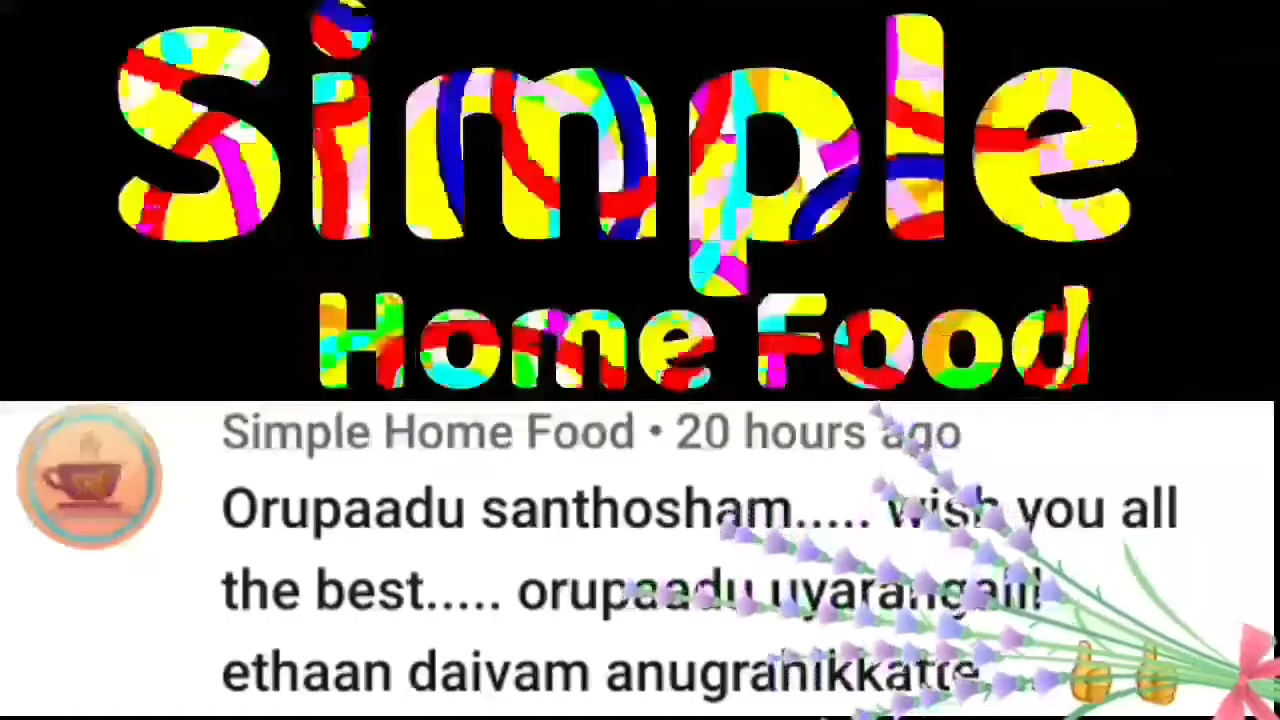 Simple
Home Food
Simple Home Food • 20 hours ago
Orupaadu santhosham..... wish you all
the best..... orupaadu uyarangalil
ethaan daivam anugrahikkatte